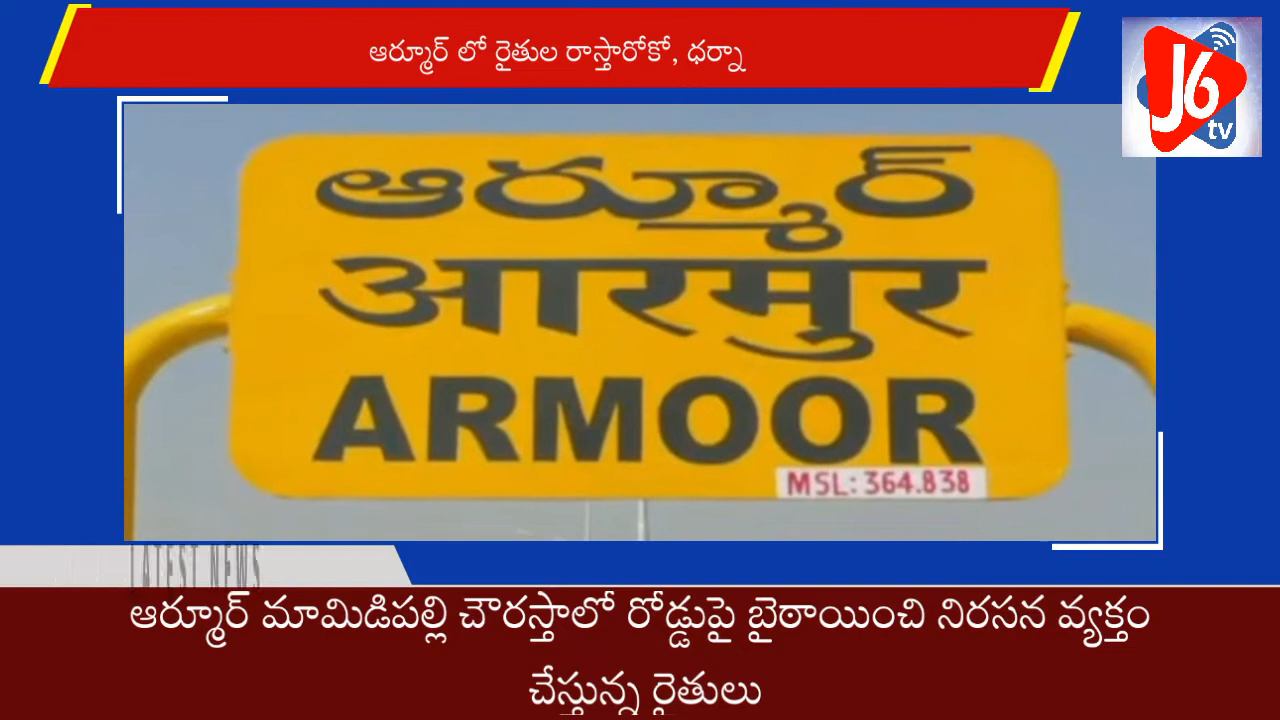 ఆర్మూర్ లో రైతుల రాస్తారోకో, ధర్నా
J6
tv
ఆర్మూర్
आरमुर
ARMOOR
MSL: 364.838
LATEST NEWS
ఆర్మూర్ మామిడిపల్లి చౌరస్తాలో రోడ్డుపై బైఠాయించి నిరసన వ్యక్తం
చేస్తున్న రైతులు